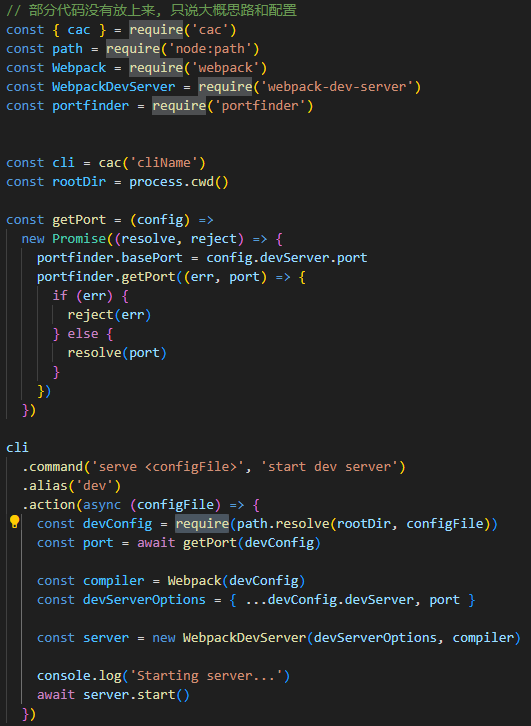 // 部分代码没有放上来, 只说大概思路和配置
const { cac } = require('cac')
const path = require('node:path')
const Webpack = require('webpack')
const WebpackDevServer = require('webpack-dev-server')
const portfinder = require('portfinder')
const cli = cac('cliName')
const rootDir = process.cwd()
const getPort = (config) =>
new Promise((resolve, reject) => {
portfinder.basePort = config.devServer.port
portfinder.getPort((err, port) => {
if (err) {
reject(err)
} else {
resolve(port)
}
})
})
cli
.command('serve <configFile>', 'start dev server')
.alias('dev')
.action(async (configFile) => {
const devConfig = require(path.resolve(rootDir, configFile))
const port = await getPort(devConfig)
const compiler = Webpack(devConfig)
const devServerOptions = { ...devConfig.devServer, port }
const server = new WebpackDevServer(devServerOptions, compiler)
console.log('Starting server...')
await server.start()
})